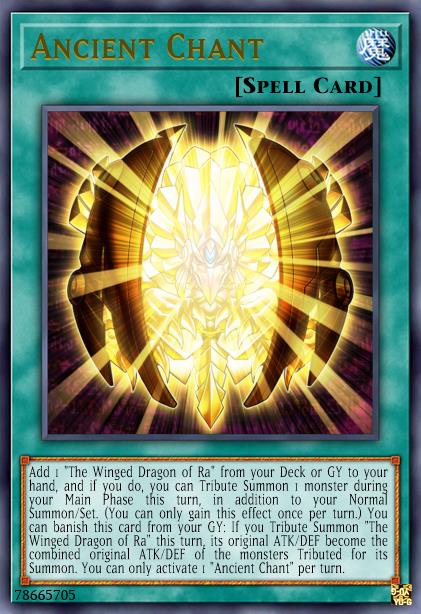 Ancient Chant
魔
[Spell Card]
Add 1 "The Winged Dragon of Ra" from your Deck or GY to your
hand, and if you do, you can Tribute Summon 1 monster during
your Main Phase this turn, in addition to your Normal
Summon/Set. (You can only gain this effect once per turn.) You
can banish this card from your GY: If you Tribute Summon "The
Winged Dragon of Ra" this turn, its original ATK/DEF become the
combined original ATK/DEF of the monsters Tributed for its
Summon. You can only activate 1 "Ancient Chant" per turn.
78665705